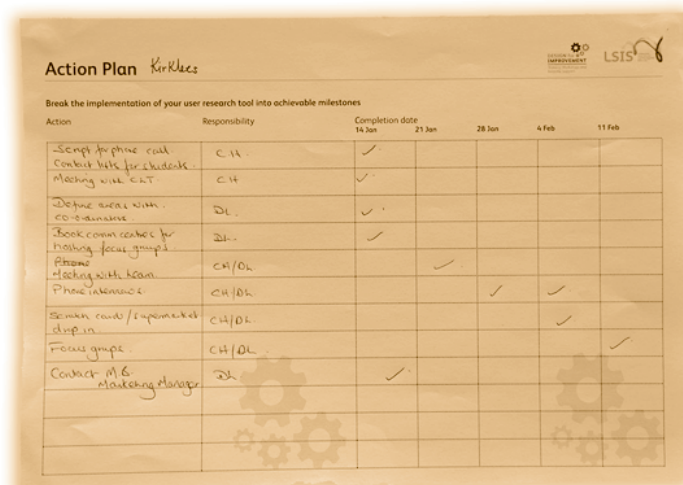 Action Plan Kirklees
IMPROVEMENT
LSIS
Break the implementation of your user research tool into achievable milestones
Action Responsibility Completion date
14 Jan 21 Jan 28 Jan 4 Feb 11 Feb
Script for phone call
Contact lists for students.
CH.
✓
Meeting with CLT.
CH
✓
Define areas with
co-ordinators.
DL.
✓
Book comm centres for
hosting focus groups.
DL.
✓
Phone
Meeting with team
CH/DL
✓
Phone interviews.
CH/DL
✓ ✓
Scratch cards/supermarket
drop in.
CH/DL
✓
Focus groups.
CH/DL.
✓
Contact M.G.
Marketing Manager
DL
✓